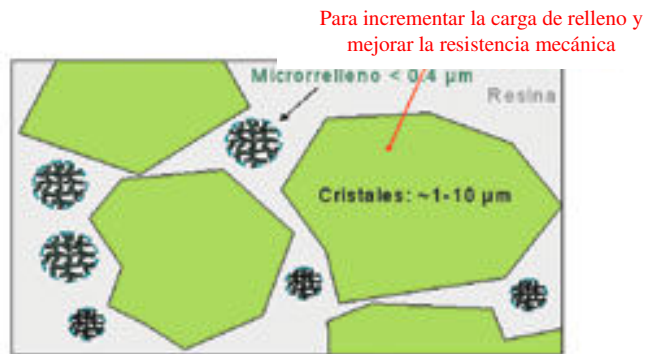 Para incrementar la carga de relleno y
mejorar la resistencia mecánica
Microrrelleno < 0.4 µm
Resina
Cristales: ~1-10 µm